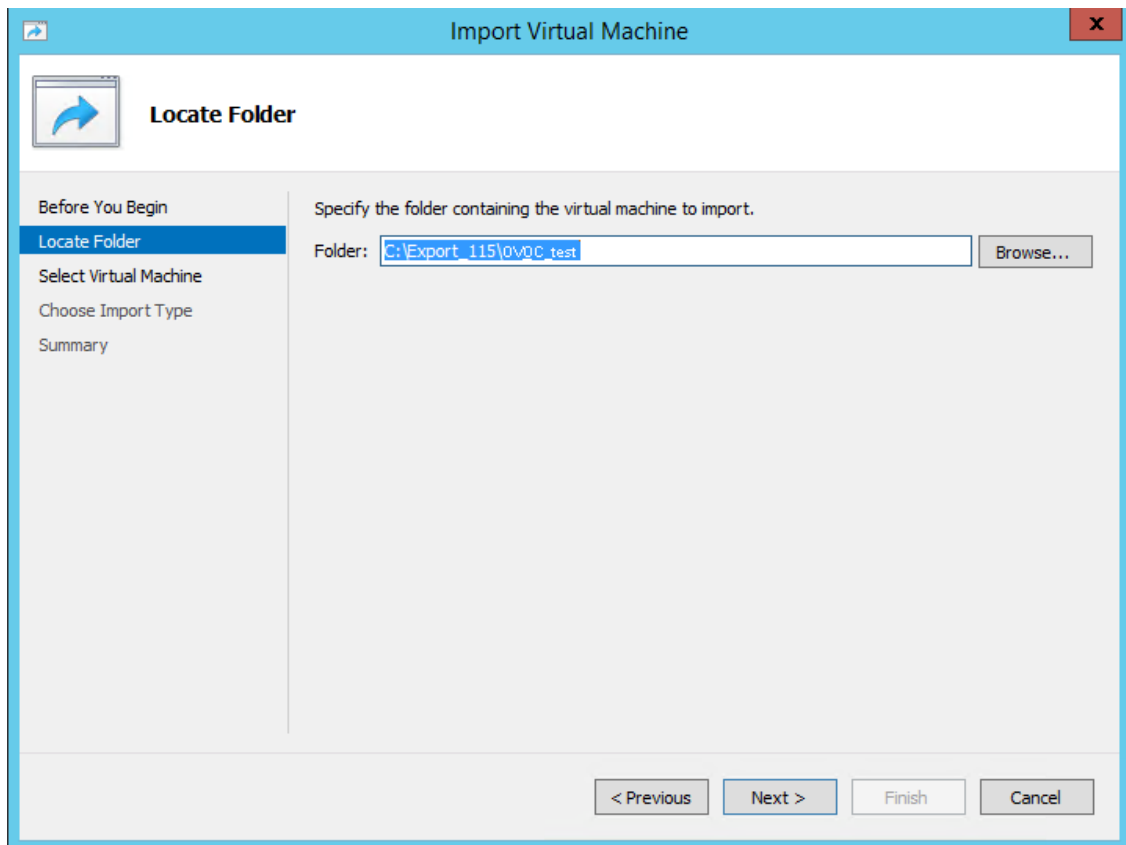 Import Virtual Machine
x
Locate Folder
Before You Begin
Locate Folder
Select Virtual Machine
Choose Import Type
Summary
Specify the folder containing the virtual machine to import.
Folder: C:\Export_115\OVOC_test Browse...
< Previous Next > Finish Cancel